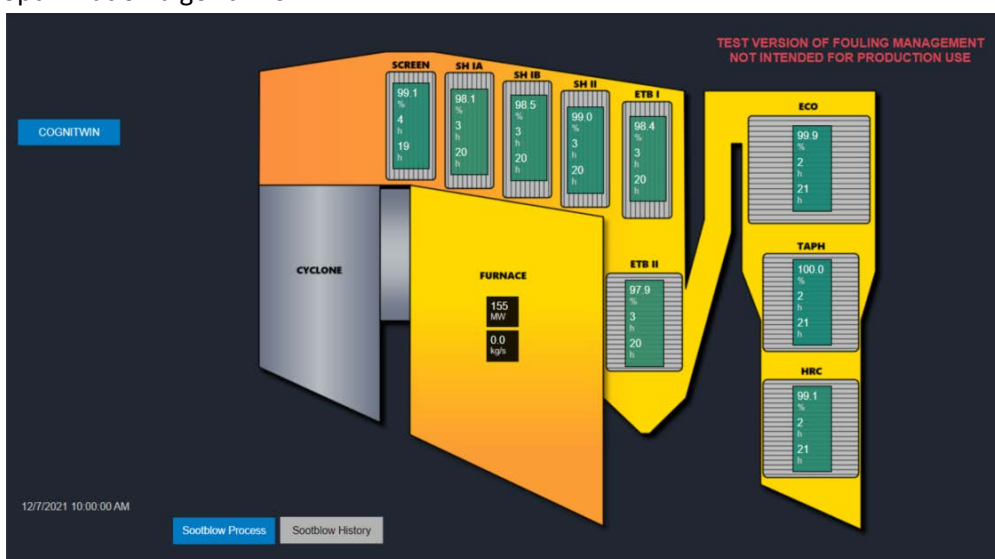 TEST VERSION OF FOULING MANAGEMENT
NOT INTENDED FOR PRODUCTION USE
COGNITWIN
SCREEN
99.1
%
4
h
19
h
SH IA
98.1
%
3
h
20
h
SH IB
98.5
%
3
h
20
h
SH II
99.0
%
3
h
20
h
ETB I
98.4
%
3
h
20
h
ECO
99.9
%
2
h
21
h
CYCLONE
FURNACE
155
MW
0.0
kg/s
ETB II
97.9
%
3
h
20
h
TAPH
100.0
%
2
h
21
h
HRC
99.1
%
2
h
21
h
12/7/2021 10:00:00 AM
Sootblow Process
Sootblow History